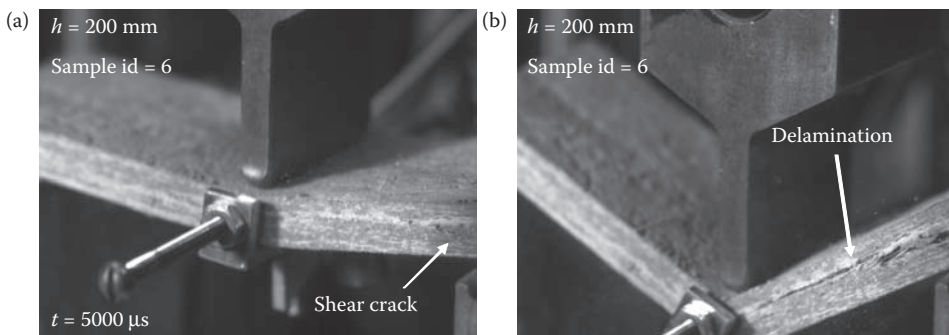 (a)
h = 200 mm
Sample id = 6
Shear crack
t = 5000 µs
(b)
h = 200 mm
Sample id = 6
Delamination